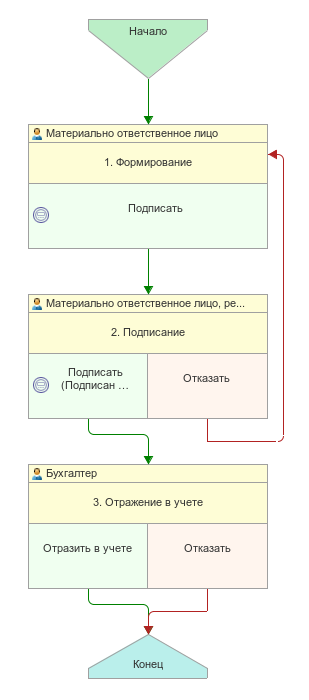 Начало
Материально ответственное лицо
1. Формирование
Подписать
Материально ответственное лицо, ре...
2. Подписание
Подписать
(Подписан ...
Отказать
Бухгалтер
3. Отражение в учете
Отразить в учете
Отказать
Конец